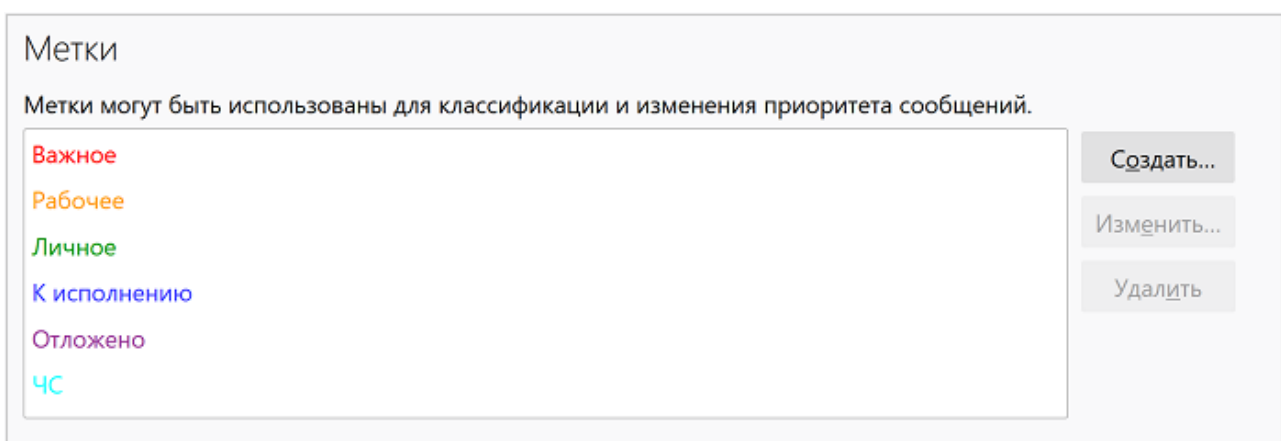 Метки
Метки могут быть использованы для классификации и изменения приоритета сообщений.
Важное
Рабочее
Личное
К исполнению
Отложено
ЧС
Создать...
Изменить...
Удалить